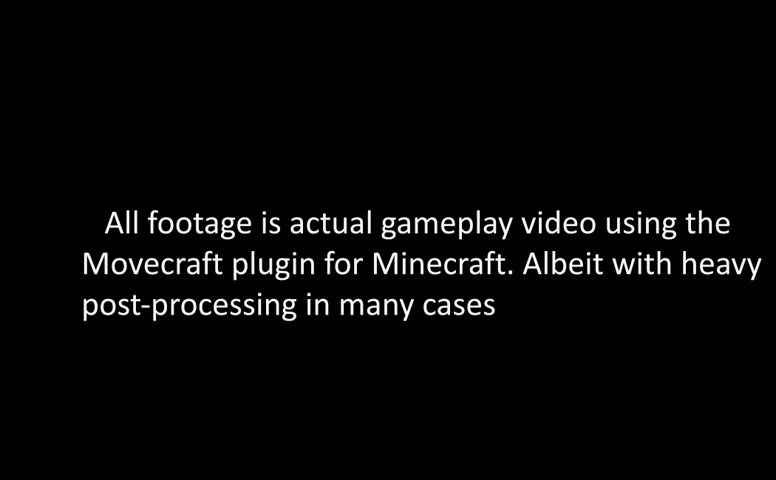 All footage is actual gameplay video using the
Movecraft plugin for Minecraft. Albeit with heavy
post-processing in many cases